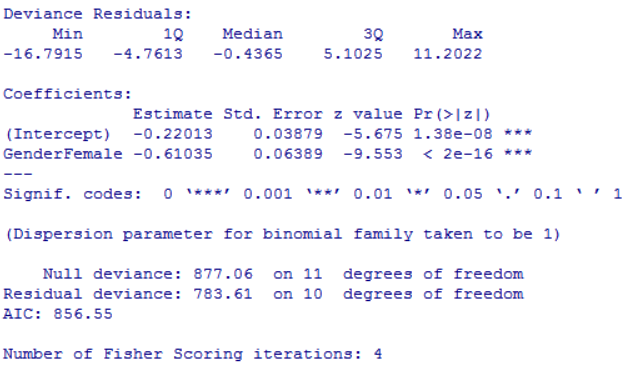 Deviance Residuals:
Min 1Q Median 3Q Max
-16.7915 -4.7613 -0.4365 5.1025 11.2022
Coefficients:
Estimate Std. Error z value Pr(>|z|)
(Intercept) -0.22013 0.03879 -5.675 1.38e-08 ***
GenderFemale -0.61035 0.06389 -9.553 < 2e-16 ***
---
Signif. codes: 0 ‘***’ 0.001 ‘**’ 0.01 ‘*’ 0.05 ‘.’ 0.1 ‘ ’ 1
(Dispersion parameter for binomial family taken to be 1)
Null deviance: 877.06 on 11 degrees of freedom
Residual deviance: 783.61 on 10 degrees of freedom
AIC: 856.55
Number of Fisher Scoring iterations: 4